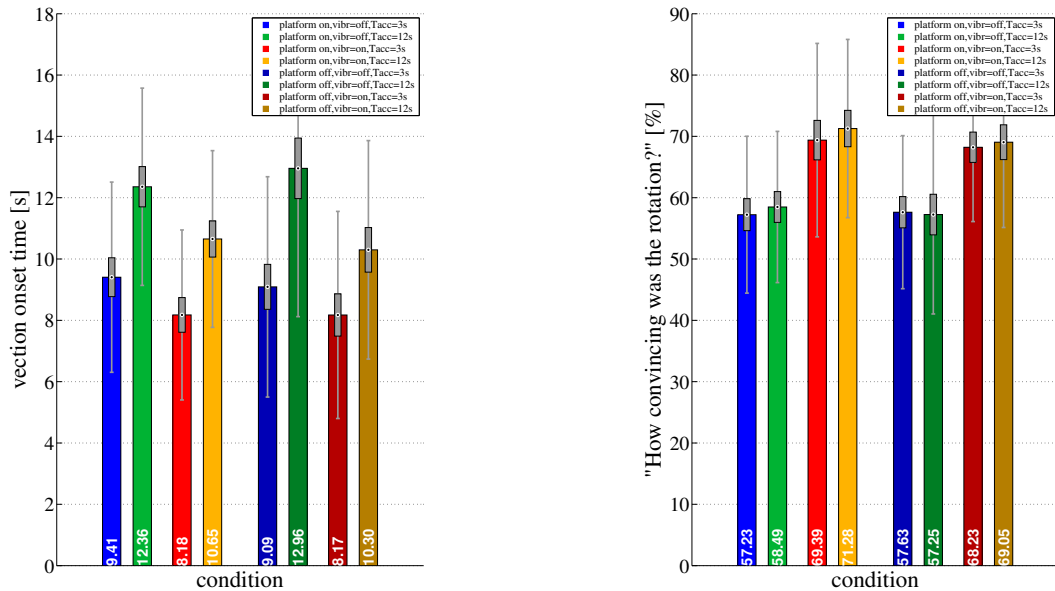 18
16
14
12
10
8
6
4
2
0
vection onset time [s]
platform on,vibr=off,Tacc=3s
platform on,vibr=off,Tacc=12s
platform on,vibr=on,Tacc=3s
platform on,vibr=on,Tacc=12s
platform off,vibr=off,Tacc=3s
platform off,vibr=off,Tacc=12s
platform off,vibr=on,Tacc=3s
platform off,vibr=on,Tacc=12s
9.41
12.36
8.18
10.65
9.09
12.96
8.17
10.30
condition
90
80
70
60
50
40
30
20
10
0
"How convincing was the rotation?" [%]
platform on,vibr=off,Tacc=3s
platform on,vibr=off,Tacc=12s
platform on,vibr=on,Tacc=3s
platform on,vibr=on,Tacc=12s
platform off,vibr=off,Tacc=3s
platform off,vibr=off,Tacc=12s
platform off,vibr=on,Tacc=3s
platform off,vibr=on,Tacc=12s
57.23
58.49
69.39
71.28
57.63
57.25
68.23
69.05
condition